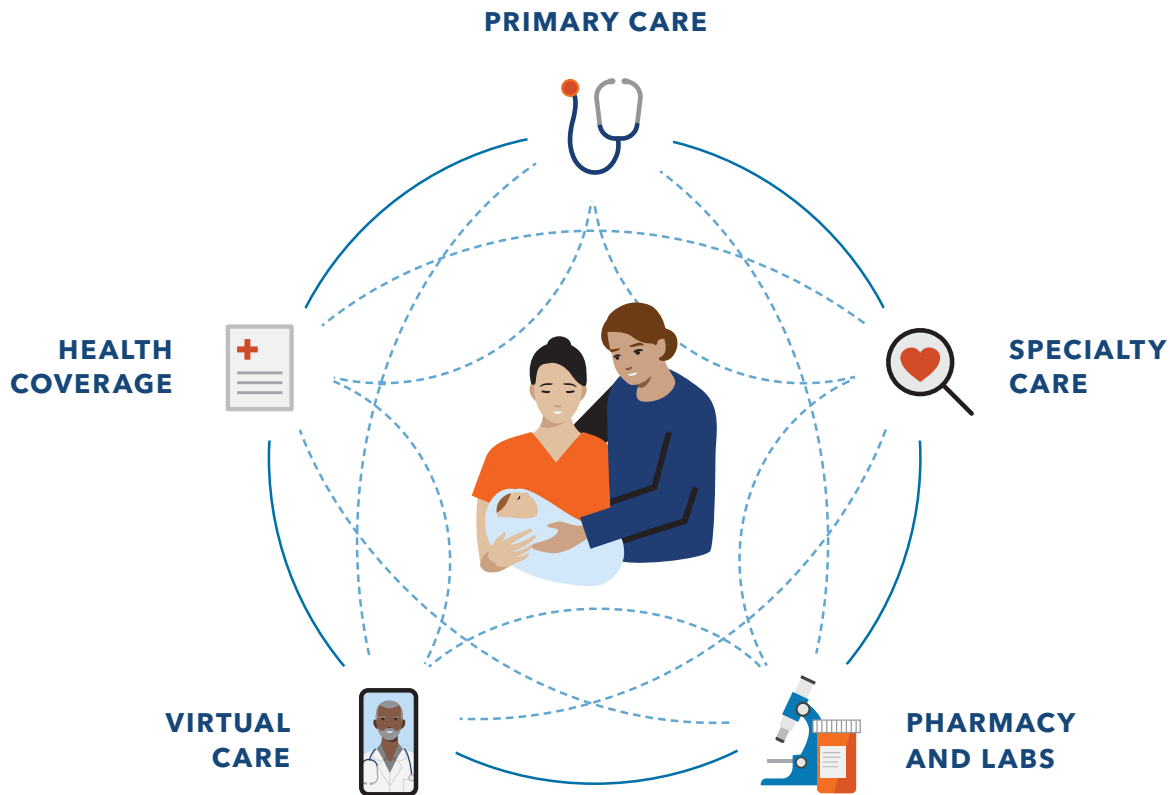 PRIMARY CARE
HEALTH
COVERAGE
SPECIALTY
CARE
VIRTUAL
CARE
PHARMACY
AND LABS